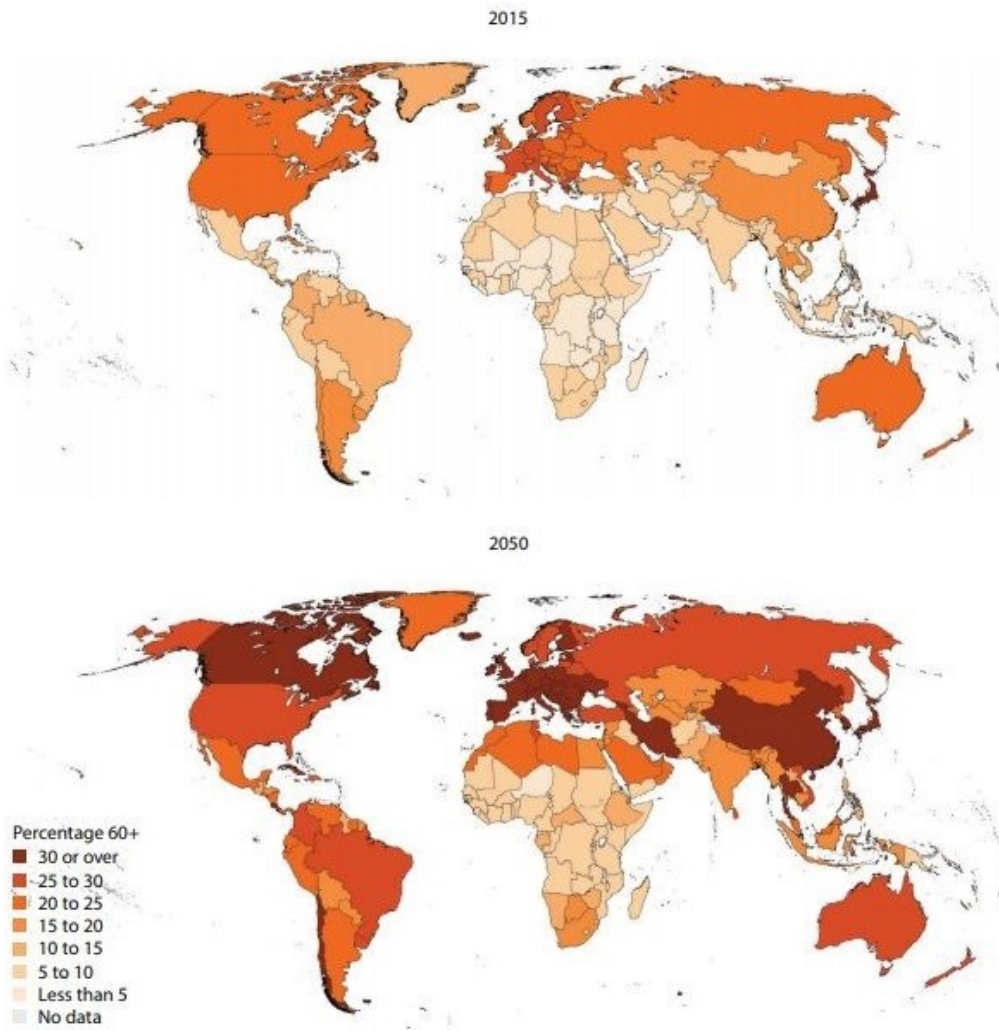 2015
2050
Percentage 60+
30 or over
25 to 30
20 to 25
15 to 20
10 to 15
5 to 10
Less than 5
No data